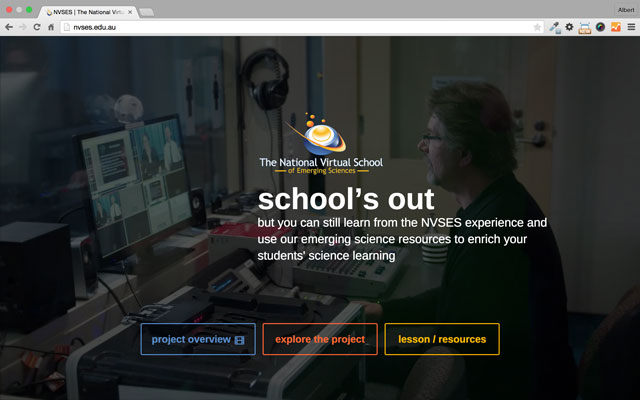 NVSES | The National Virtu
Albert
nvses.edu.au
The National Virtual School
of Emerging Sciences
school's out
but you can still learn from the NVSES experience and
use our emerging science resources to enrich your
students' science learning
project overview
explore the project
lesson / resources